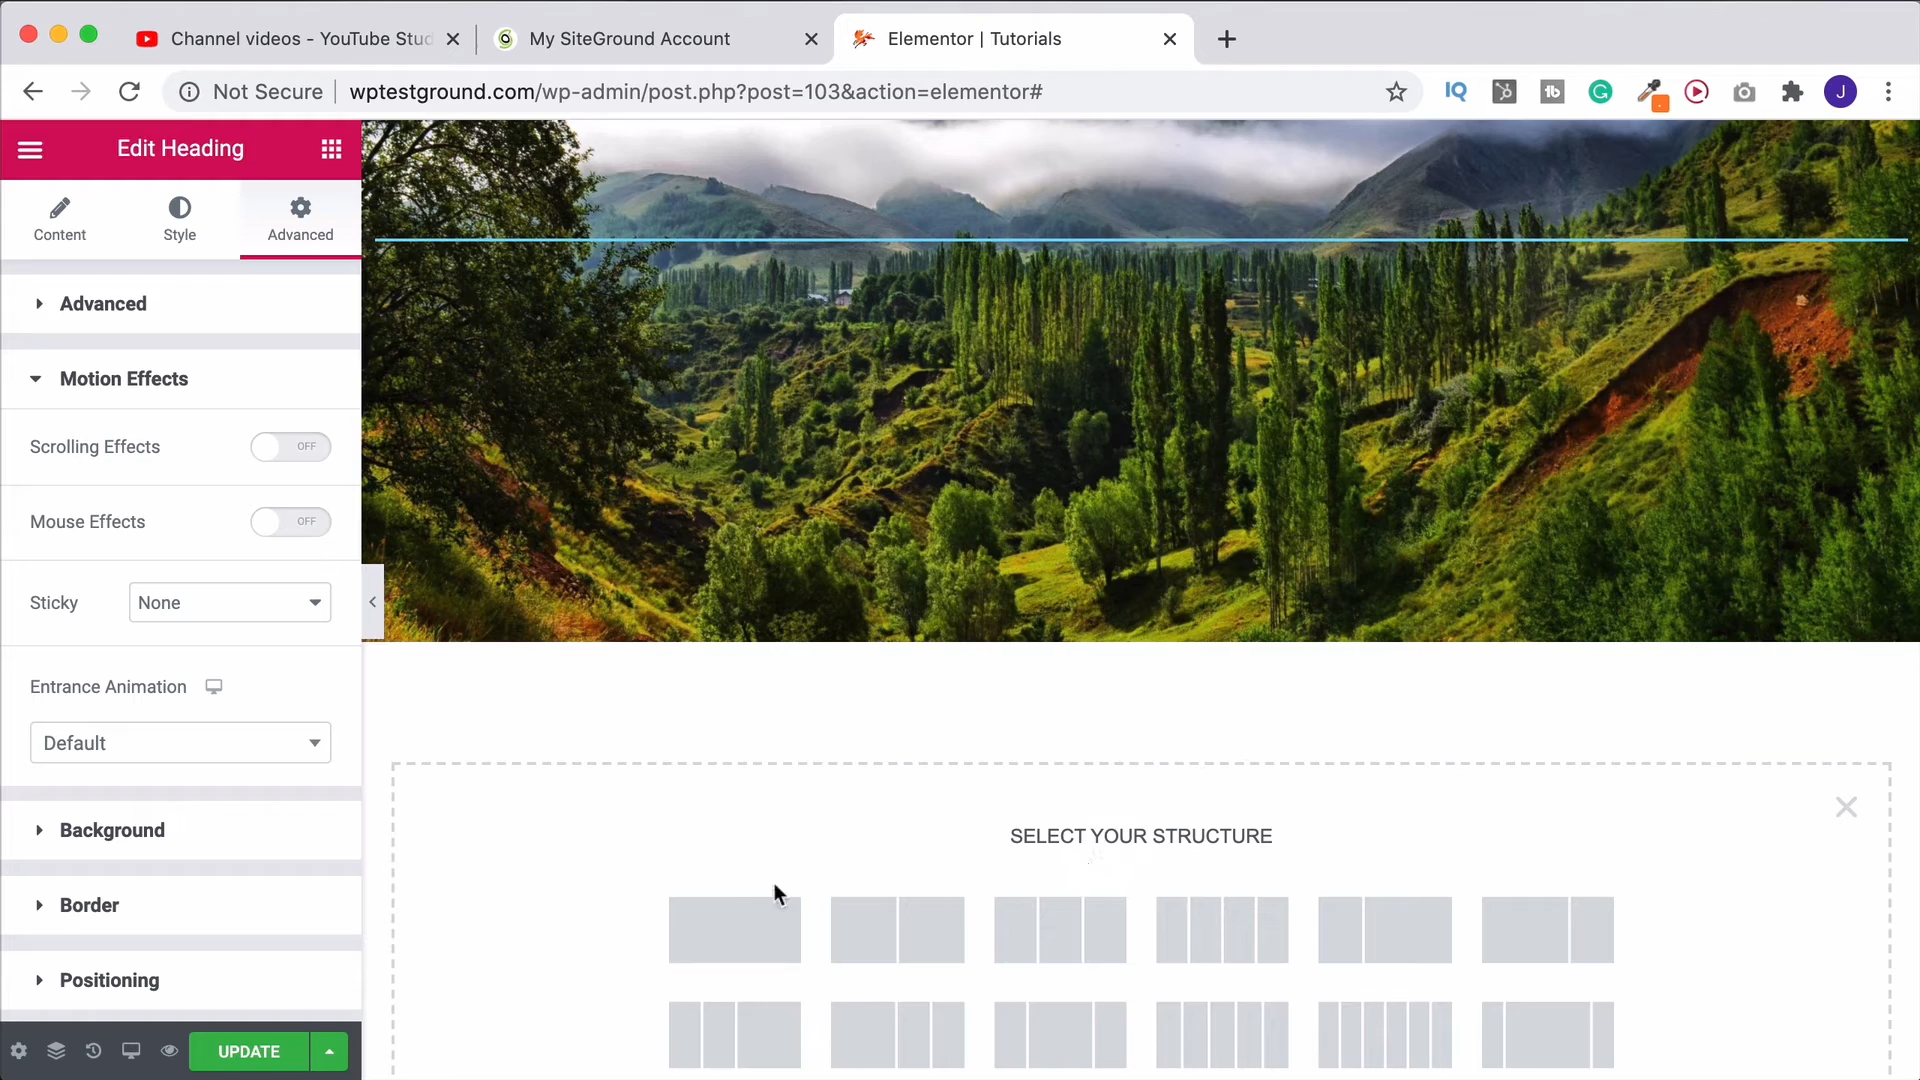 Channel videos - YouTube Stud
My SiteGround Account
Elementor | Tutorials
Not Secure
wptestground.com/wp-admin/post.php?post=103&action=elementor#
IQ
tb
G
J
Edit Heading
Content
Style
Advanced
Advanced
Motion Effects
Scrolling Effects
OFF
Mouse Effects
OFF
Sticky
None
Entrance Animation
Default
Background
Border
Positioning
UPDATE
SELECT YOUR STRUCTURE